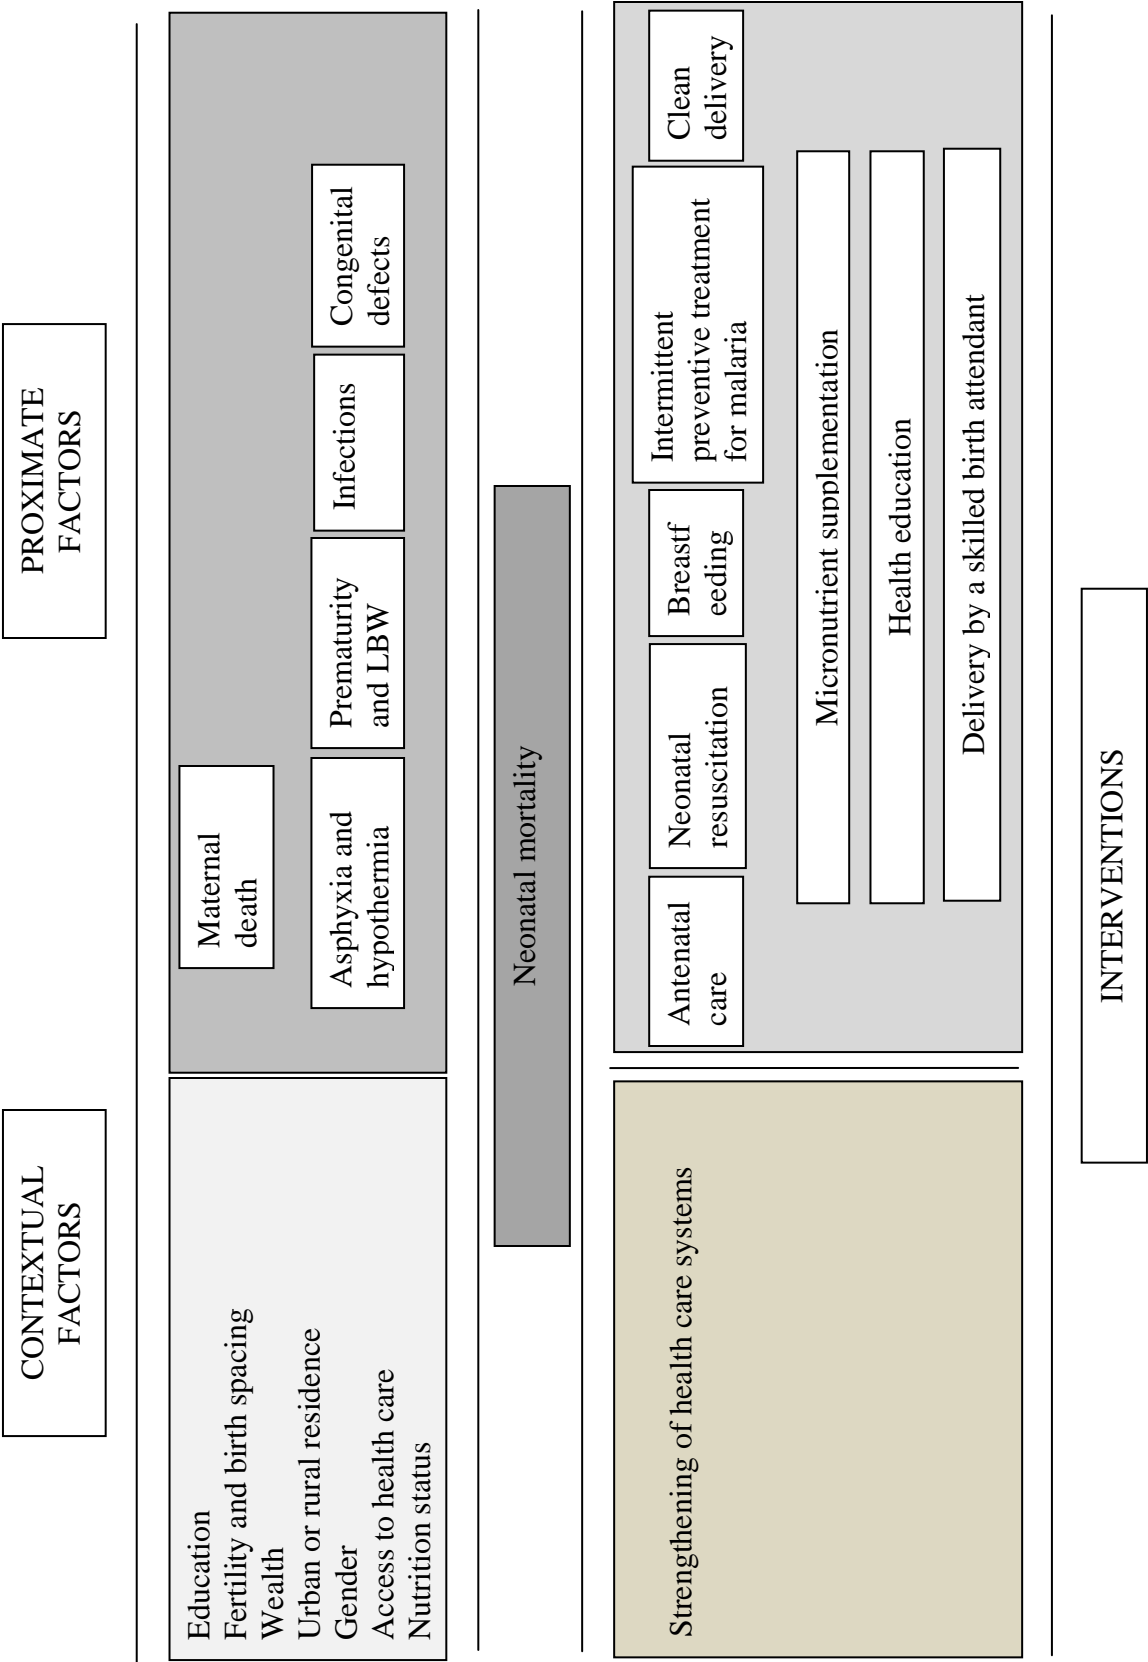 CONTEXTUAL
FACTORS
PROXIMATE
FACTORS
Education
Fertility and birth spacing
Wealth
Urban or rural residence
Gender
Access to health care
Nutrition status
Maternal
death
Asphyxia and
hypothermia
Prematurity
and LBW
Infections
Congenital
defects
Neonatal mortality
Strengthening of health care systems
Antenatal
care
Neonatal
resuscitation
Breastf
eeding
Intermittent
preventive treatment
for malaria
Clean
delivery
Micronutrient supplementation
Health education
Delivery by a skilled birth attendant
INTERVENTIONS